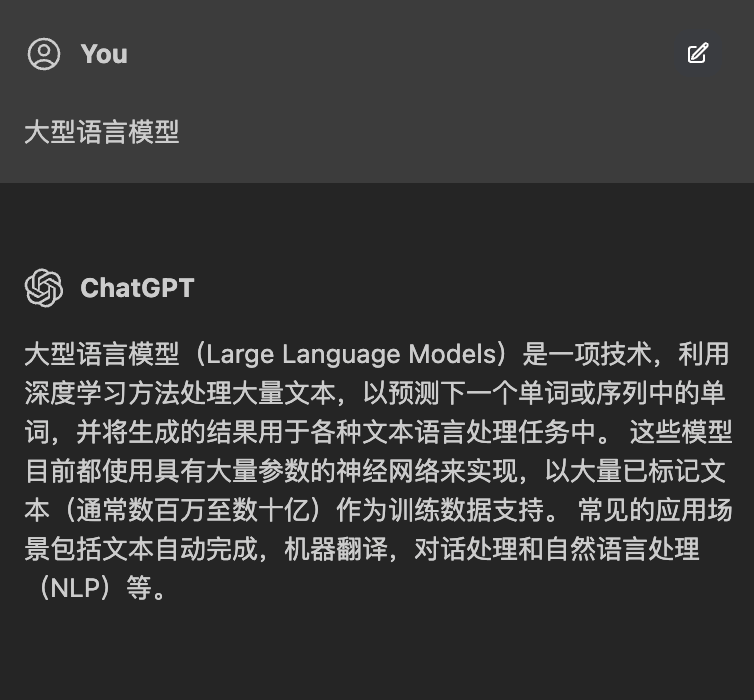 You
大型语言模型
ChatGPT
大型语言模型（Large Language Models）是一项技术，利用
深度学习方法处理大量文本，以预测下一个单词或序列中的单
词，并将生成的结果用于各种文本语言处理任务中。 这些模型
目前都使用具有大量参数的神经网络来实现，以大量已标记文
本（通常数百万至数十亿）作为训练数据支持。 常见的应用场
景包括文本自动完成，机器翻译，对话处理和自然语言处理
（NLP）等。